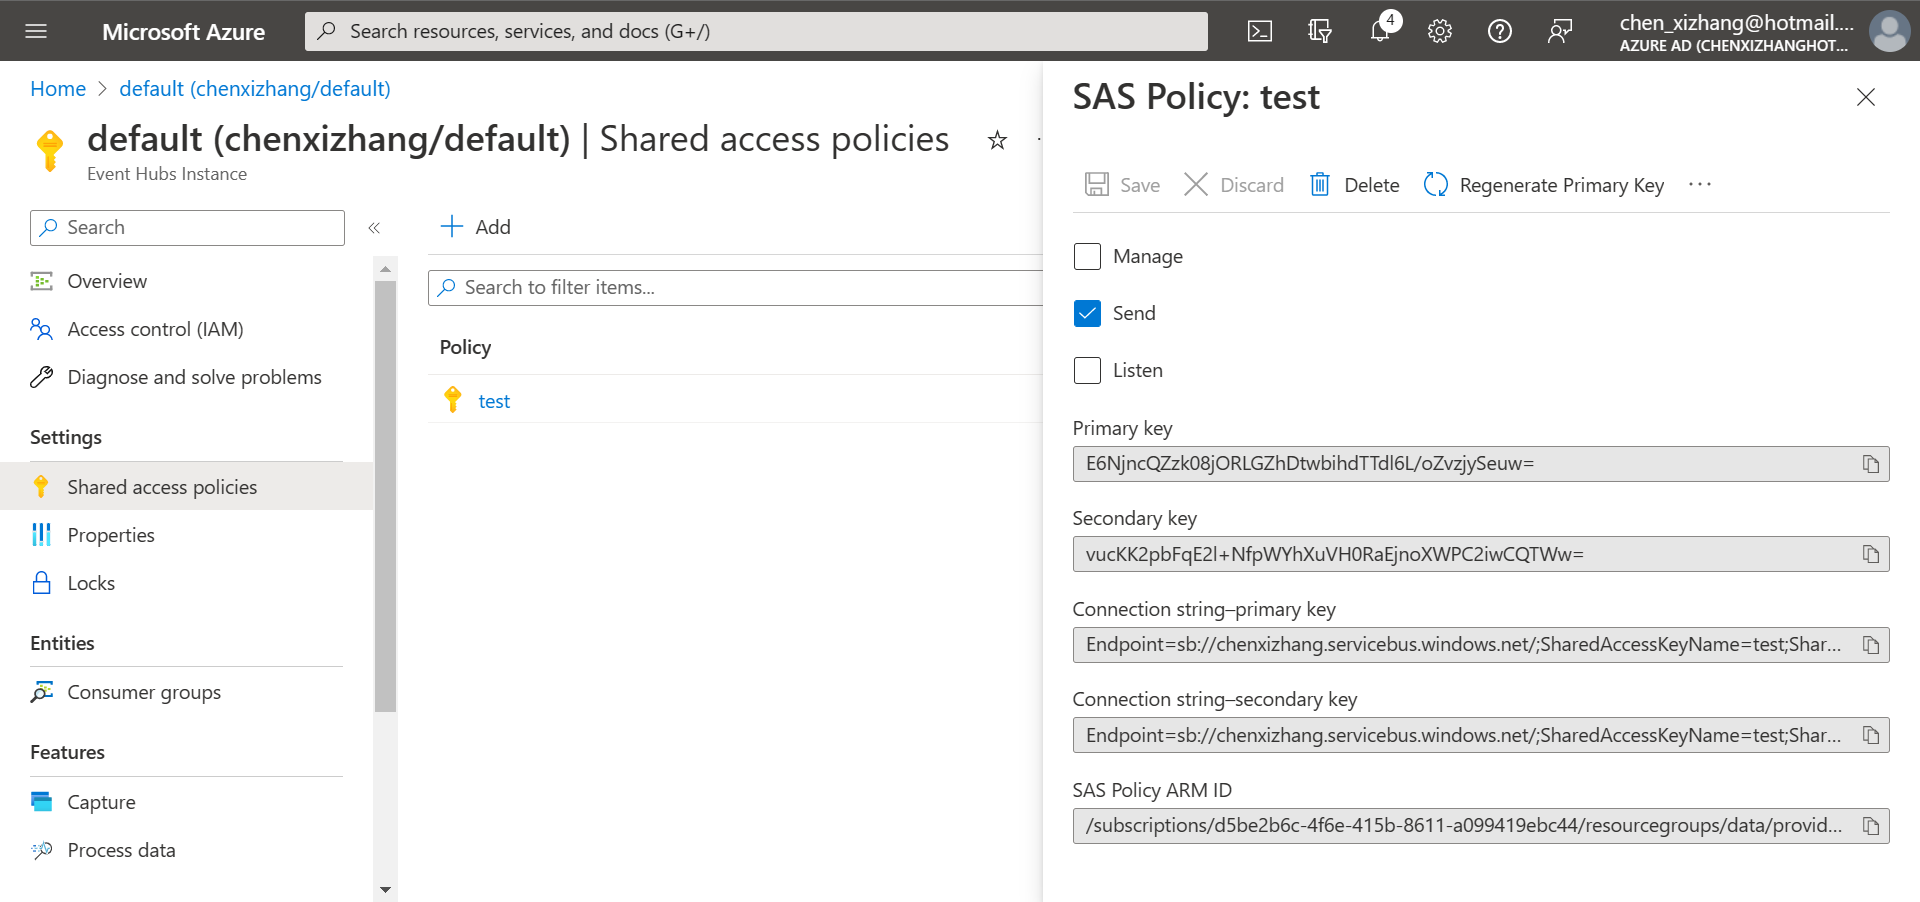 Microsoft Azure
Search resources, services, and docs (G+/)
4
chen_xizhang@hotmail....
AZURE AD (CHENXIZHANGHOT...
Home > default (chenxizhang/default)
default (chenxizhang/default) | Shared access policies
Event Hubs Instance
Search
«
Overview
Access control (IAM)
Diagnose and solve problems
Settings
Shared access policies
Properties
Locks
Entities
Consumer groups
Features
Capture
Process data
Add
Search to filter items...
Policy
test
SAS Policy: test
Save
Discard
Delete
Regenerate Primary Key
...
Manage
Send
Listen
Primary key
E6NjncQZzk08jORLGZhDtwbihdTTdl6L/oZvzjySeuw=
Secondary key
vucKK2pbFqE2l+NfpWYhXuVH0RaEjnoXWPC2iwCQTWw=
Connection string–primary key
Endpoint=sb://chenxizhang.servicebus.windows.net/;SharedAccessKeyName=test;Shar...
Connection string–secondary key
Endpoint=sb://chenxizhang.servicebus.windows.net/;SharedAccessKeyName=test;Shar...
SAS Policy ARM ID
/subscriptions/d5be2b6c-4f6e-415b-8611-a099419ebc44/resourcegroups/data/provid...